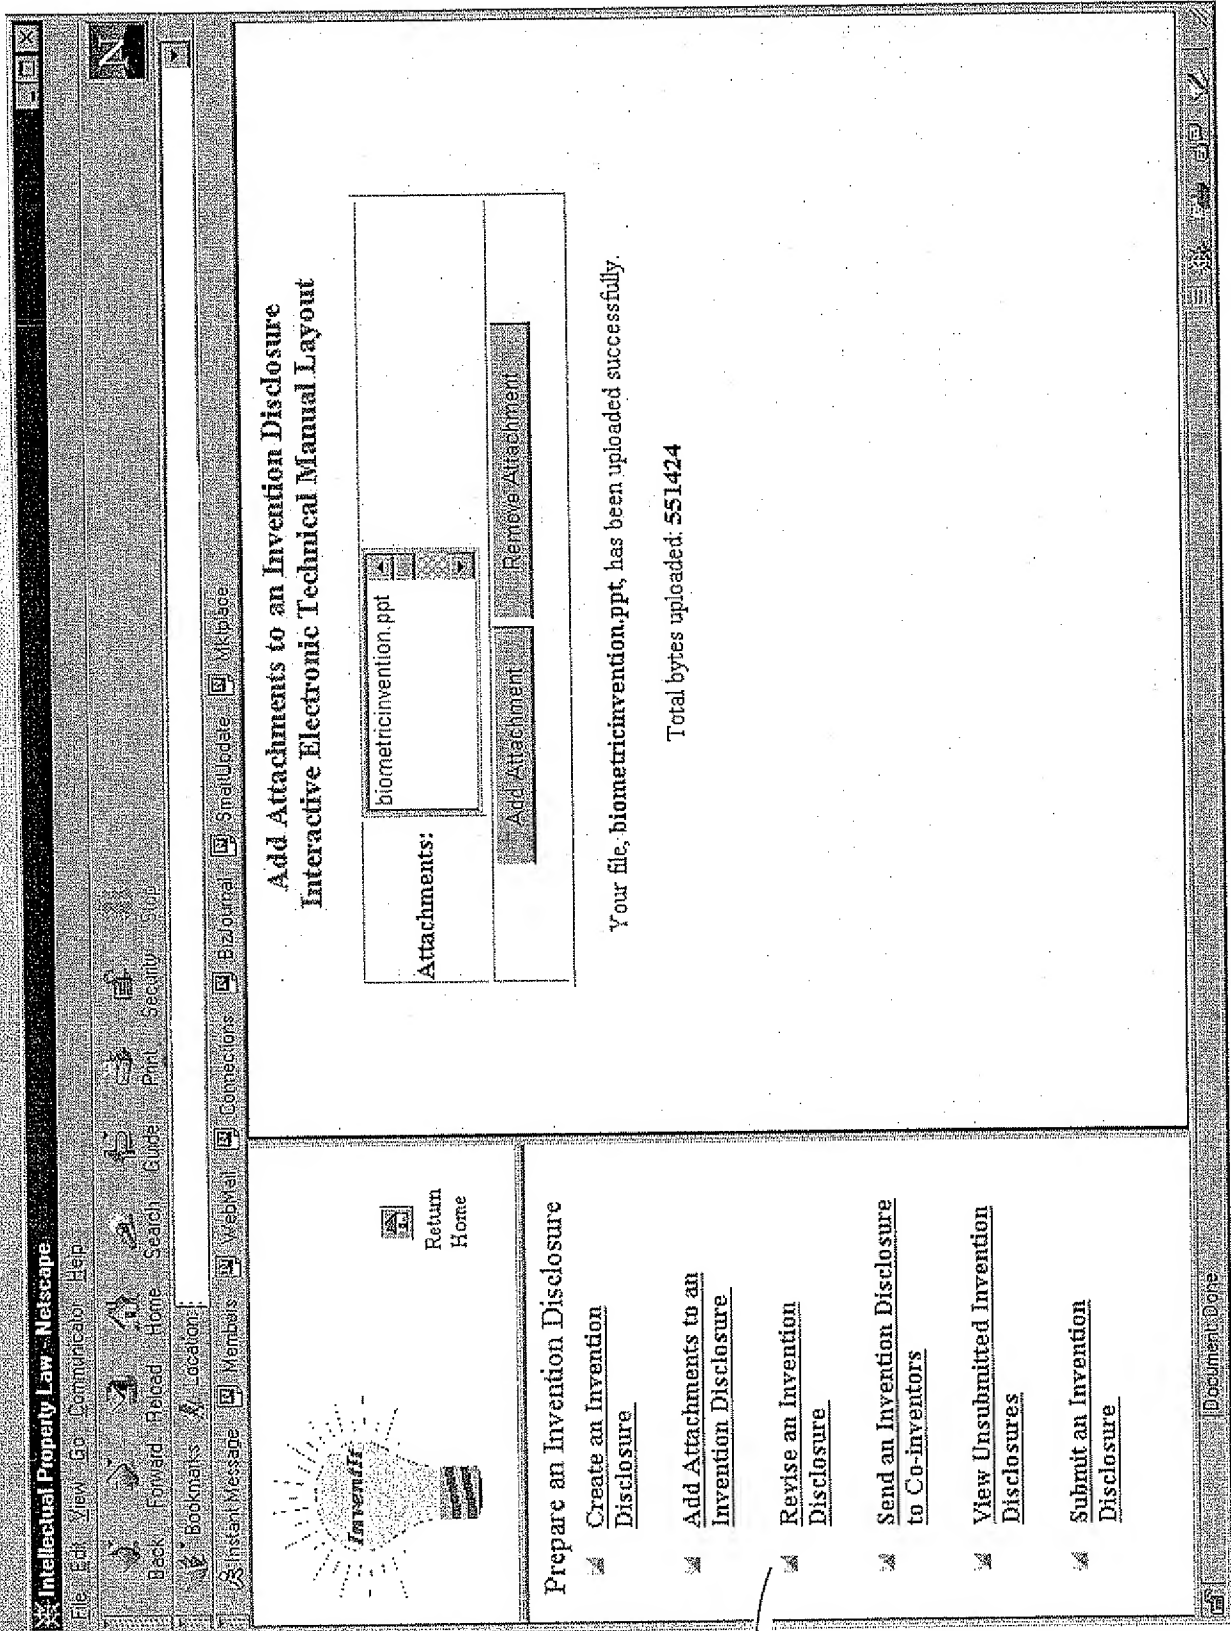 Intellectual Property Law - Netscape
File Edit View Go Communicator Help
Back Forward Reload Home Search Guide Print Security Stop
Bookmarks Location:
Instant Message Members WebMail Connections BizJournal SmartUpdate Mktplace
InventIt
Return
Home
Prepare an Invention Disclosure
Create an Invention
Disclosure
Add Attachments to an
Invention Disclosure
Revise an Invention
Disclosure
Send an Invention Disclosure
to Co-inventors
View Unsubmitted Invention
Disclosures
Submit an Invention
Disclosure
Add Attachments to an Invention Disclosure
Interactive Electronic Technical Manual Layout
Attachments:
biometricinvention.ppt
Add Attachment Remove Attachment
Your file, biometricinvention.ppt, has been uploaded successfully.
Total bytes uploaded: 551424
Document: Done